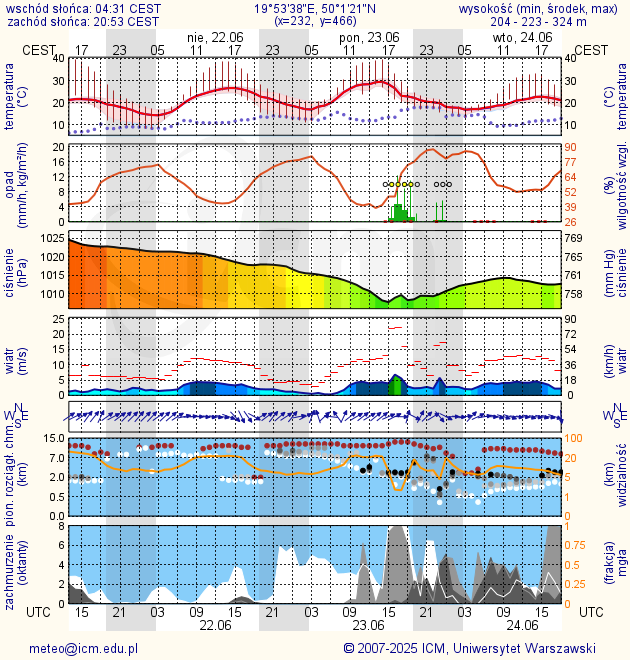 wschód słońca: 04:31 CEST 19°53'38"E, 50°1'21"N wysokość (min, środek, max)
zachód słońca: 20:53 CEST (x=232, y=466) 204 - 223 - 324 m
nie, 22.06 pon, 23.06 wto, 24.06
CEST 17 23 05 11 17 23 05 11 17 23 05 11 17 CEST
temperatura (°C) 40 30 20 10 40 30 20 10 temperatura (°C)
opad (mm/h, kg/m²/h) 20 16 12 8 4 0 90 77 64 52 39 26 (%) wilgotność wzgl.
ciśnienie (hPa) 1025 1020 1015 1010 769 765 761 758 (mm Hg) ciśnienie
wiatr (m/s) 25 20 15 10 5 0 90 72 54 36 18 0 (km/h) wiatr
N W E S N W E S
pion. rozciągł. chm. (km) 15.0 7.0 2.0 0.5 0.0 100 20 5 1 0 (km) widzialność
zachmurzenie (oktanty) 8 6 4 2 0 1 0.75 0.5 0.25 0 (frakcja) mgła
UTC 15 21 03 09 15 21 03 09 15 21 03 09 15 UTC
22.06 23.06 24.06
meteo@icm.edu.pl © 2007-2025 ICM, Uniwersytet Warszawski